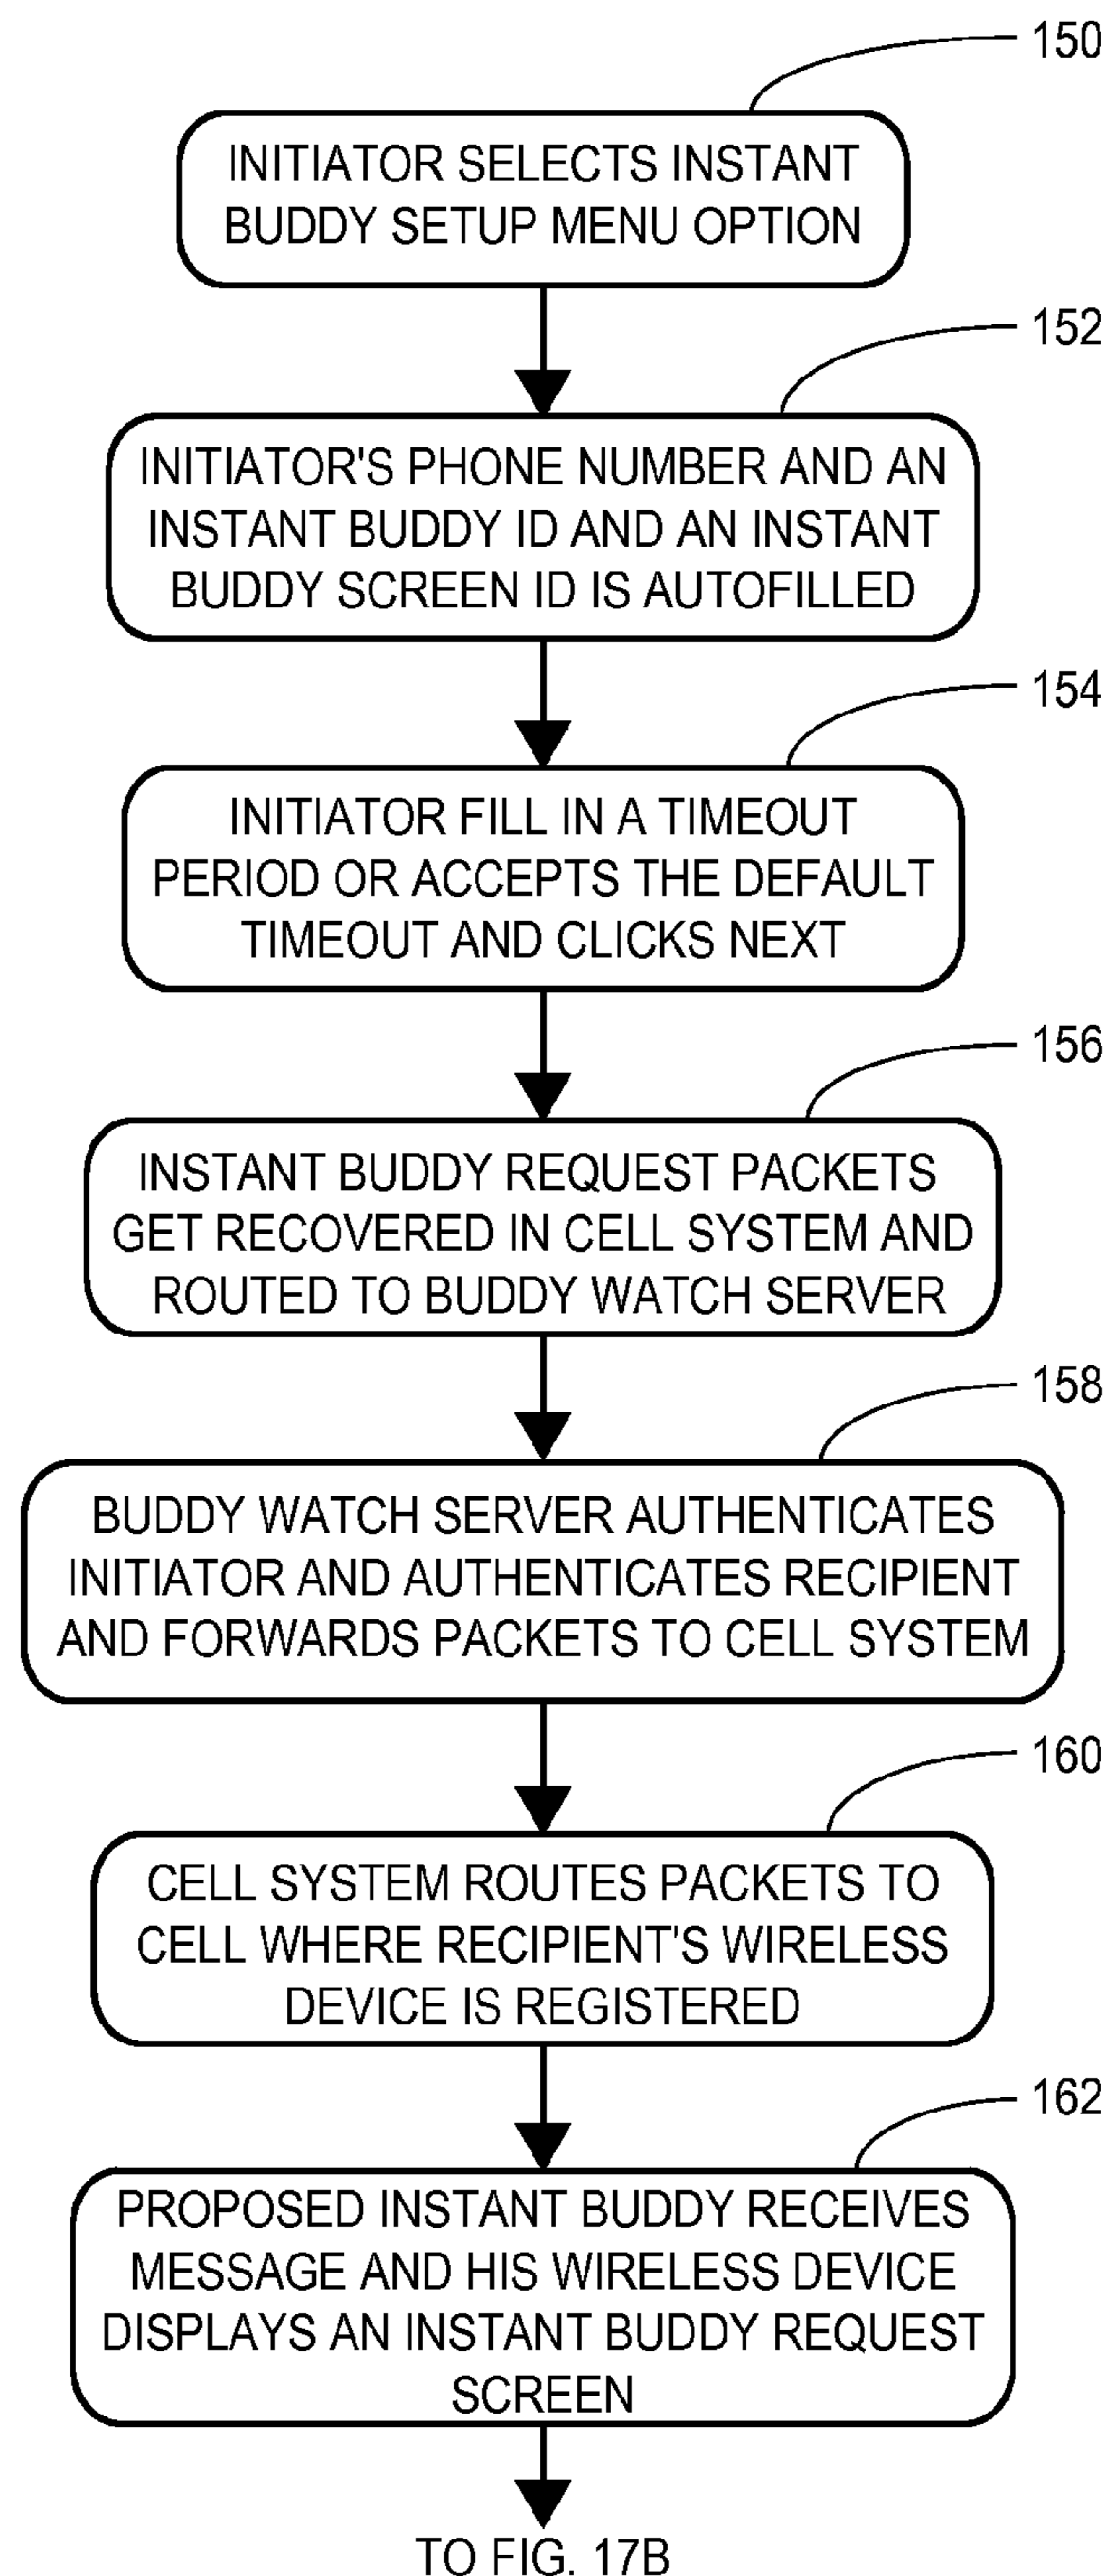 150
INITIATOR SELECTS INSTANT
BUDDY SETUP MENU OPTION
152
INITIATOR'S PHONE NUMBER AND AN
INSTANT BUDDY ID AND AN INSTANT
BUDDY SCREEN ID IS AUTOFILLED
154
INITIATOR FILL IN A TIMEOUT
PERIOD OR ACCEPTS THE DEFAULT
TIMEOUT AND CLICKS NEXT
156
INSTANT BUDDY REQUEST PACKETS
GET RECOVERED IN CELL SYSTEM AND
ROUTED TO BUDDY WATCH SERVER
158
BUDDY WATCH SERVER AUTHENTICATES
INITIATOR AND AUTHENTICATES RECIPIENT
AND FORWARDS PACKETS TO CELL SYSTEM
160
CELL SYSTEM ROUTES PACKETS TO
CELL WHERE RECIPIENT'S WIRELESS
DEVICE IS REGISTERED
162
PROPOSED INSTANT BUDDY RECEIVES
MESSAGE AND HIS WIRELESS DEVICE
DISPLAYS AN INSTANT BUDDY REQUEST
SCREEN
TO FIG. 17B